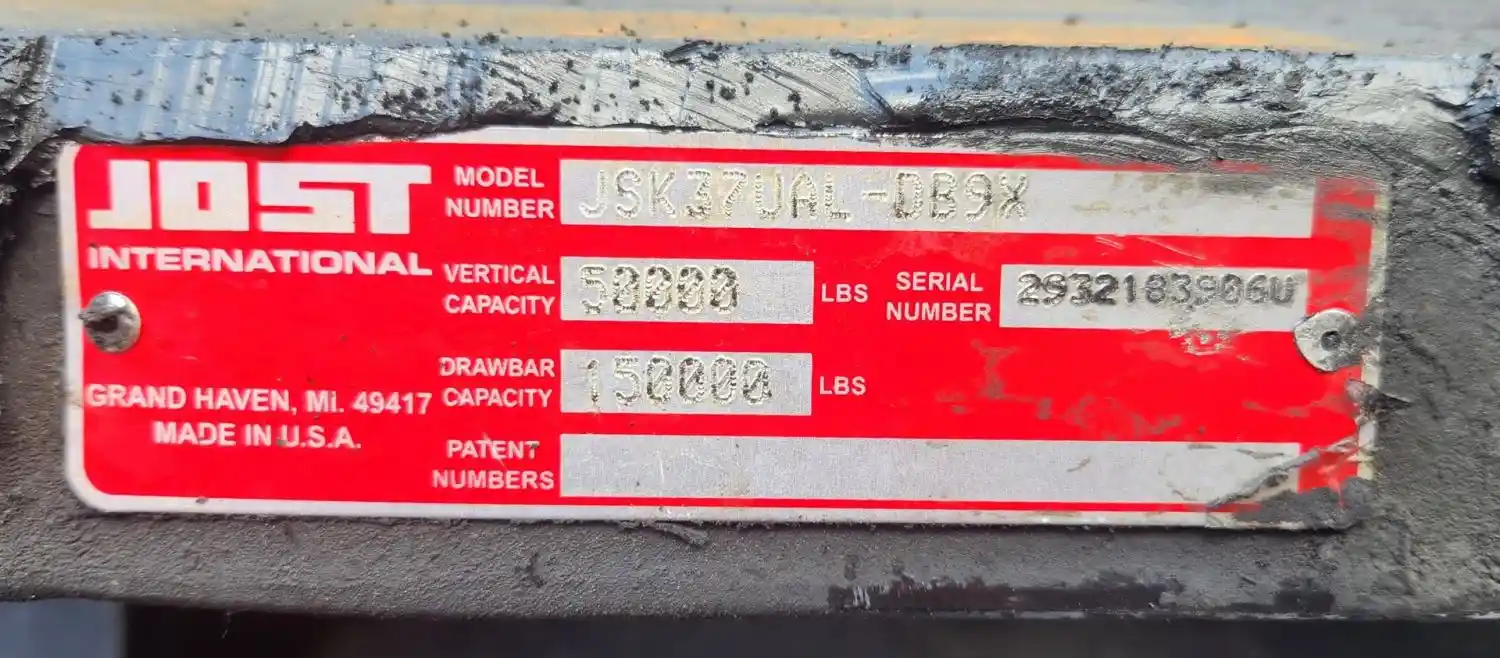 JOST
INTERNATIONAL
GRAND HAVEN, Mi. 49417
MADE IN U.S.A.
MODEL NUMBER JSK37UAL-DB9X
VERTICAL CAPACITY 50000 LBS
SERIAL NUMBER 2932183906U
DRAWBAR CAPACITY 150000 LBS
PATENT NUMBERS